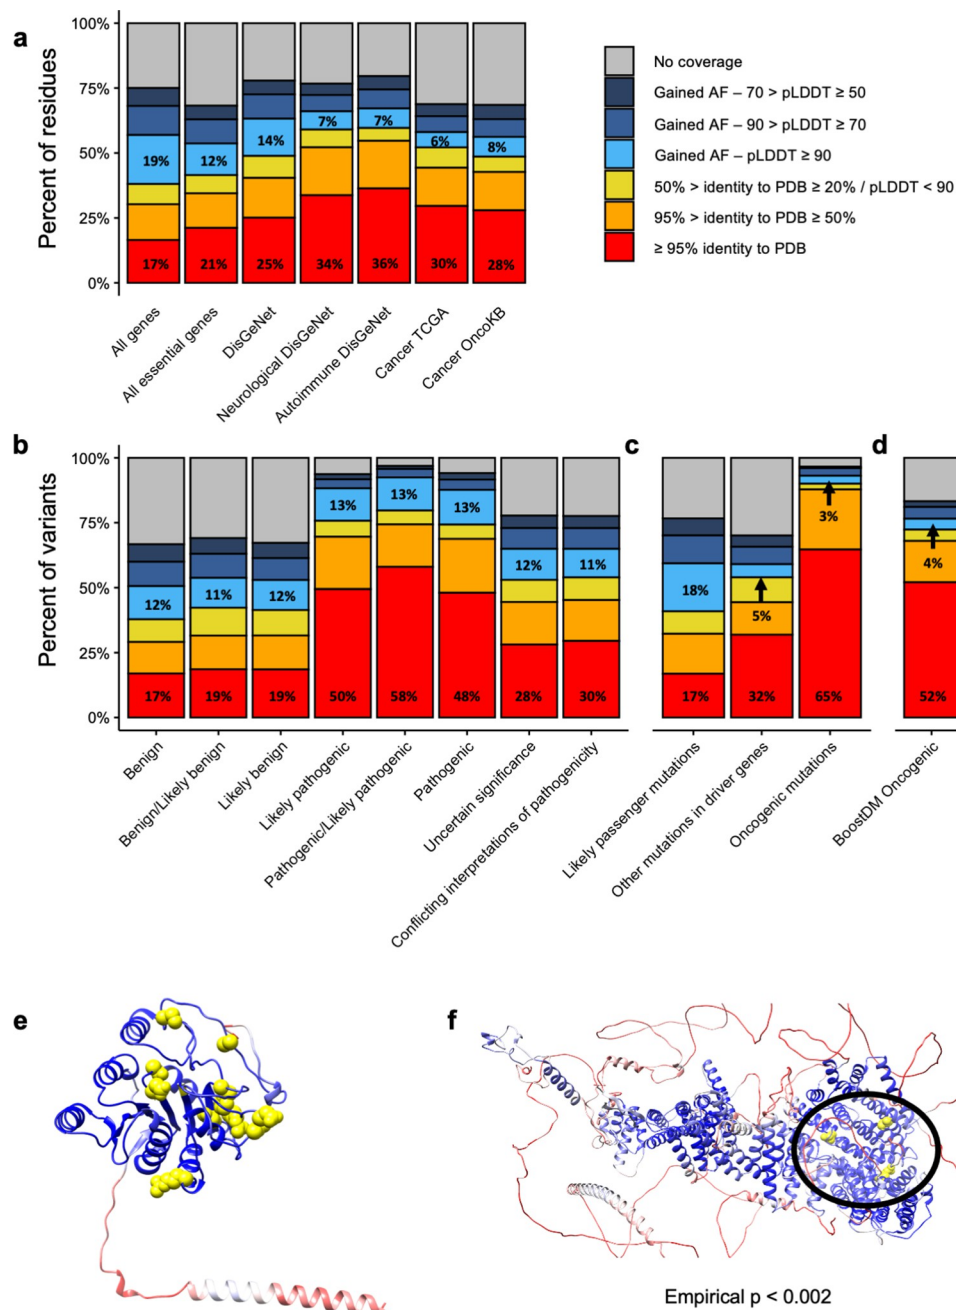 a
Percent of residues
100%
75%
50%
25%
0%
19%
12%
14%
7%
7%
6%
8%
17%
21%
25%
34%
36%
30%
28%
All genes
All essential genes
DisGeNet
Neurological DisGeNet
Autoimmune DisGeNet
Cancer TCGA
Cancer OncoKB
No coverage
Gained AF – 70 > pLDDT ≥ 50
Gained AF – 90 > pLDDT ≥ 70
Gained AF – pLDDT ≥ 90
50% > identity to PDB ≥ 20% / pLDDT < 90
95% > identity to PDB ≥ 50%
≥ 95% identity to PDB
b
Percent of variants
100%
75%
50%
25%
0%
12%
11%
12%
13%
13%
13%
12%
11%
17%
19%
19%
50%
58%
48%
28%
30%
Benign
Benign/Likely benign
Likely benign
Likely pathogenic
Pathogenic/Likely pathogenic
Pathogenic
Uncertain significance
Conflicting interpretations of pathogenicity
c
18%
5%
3%
17%
32%
65%
Likely passenger mutations
Other mutations in driver genes
Oncogenic mutations
d
4%
52%
BoostDM Oncogenic
e
f
Empirical p < 0.002